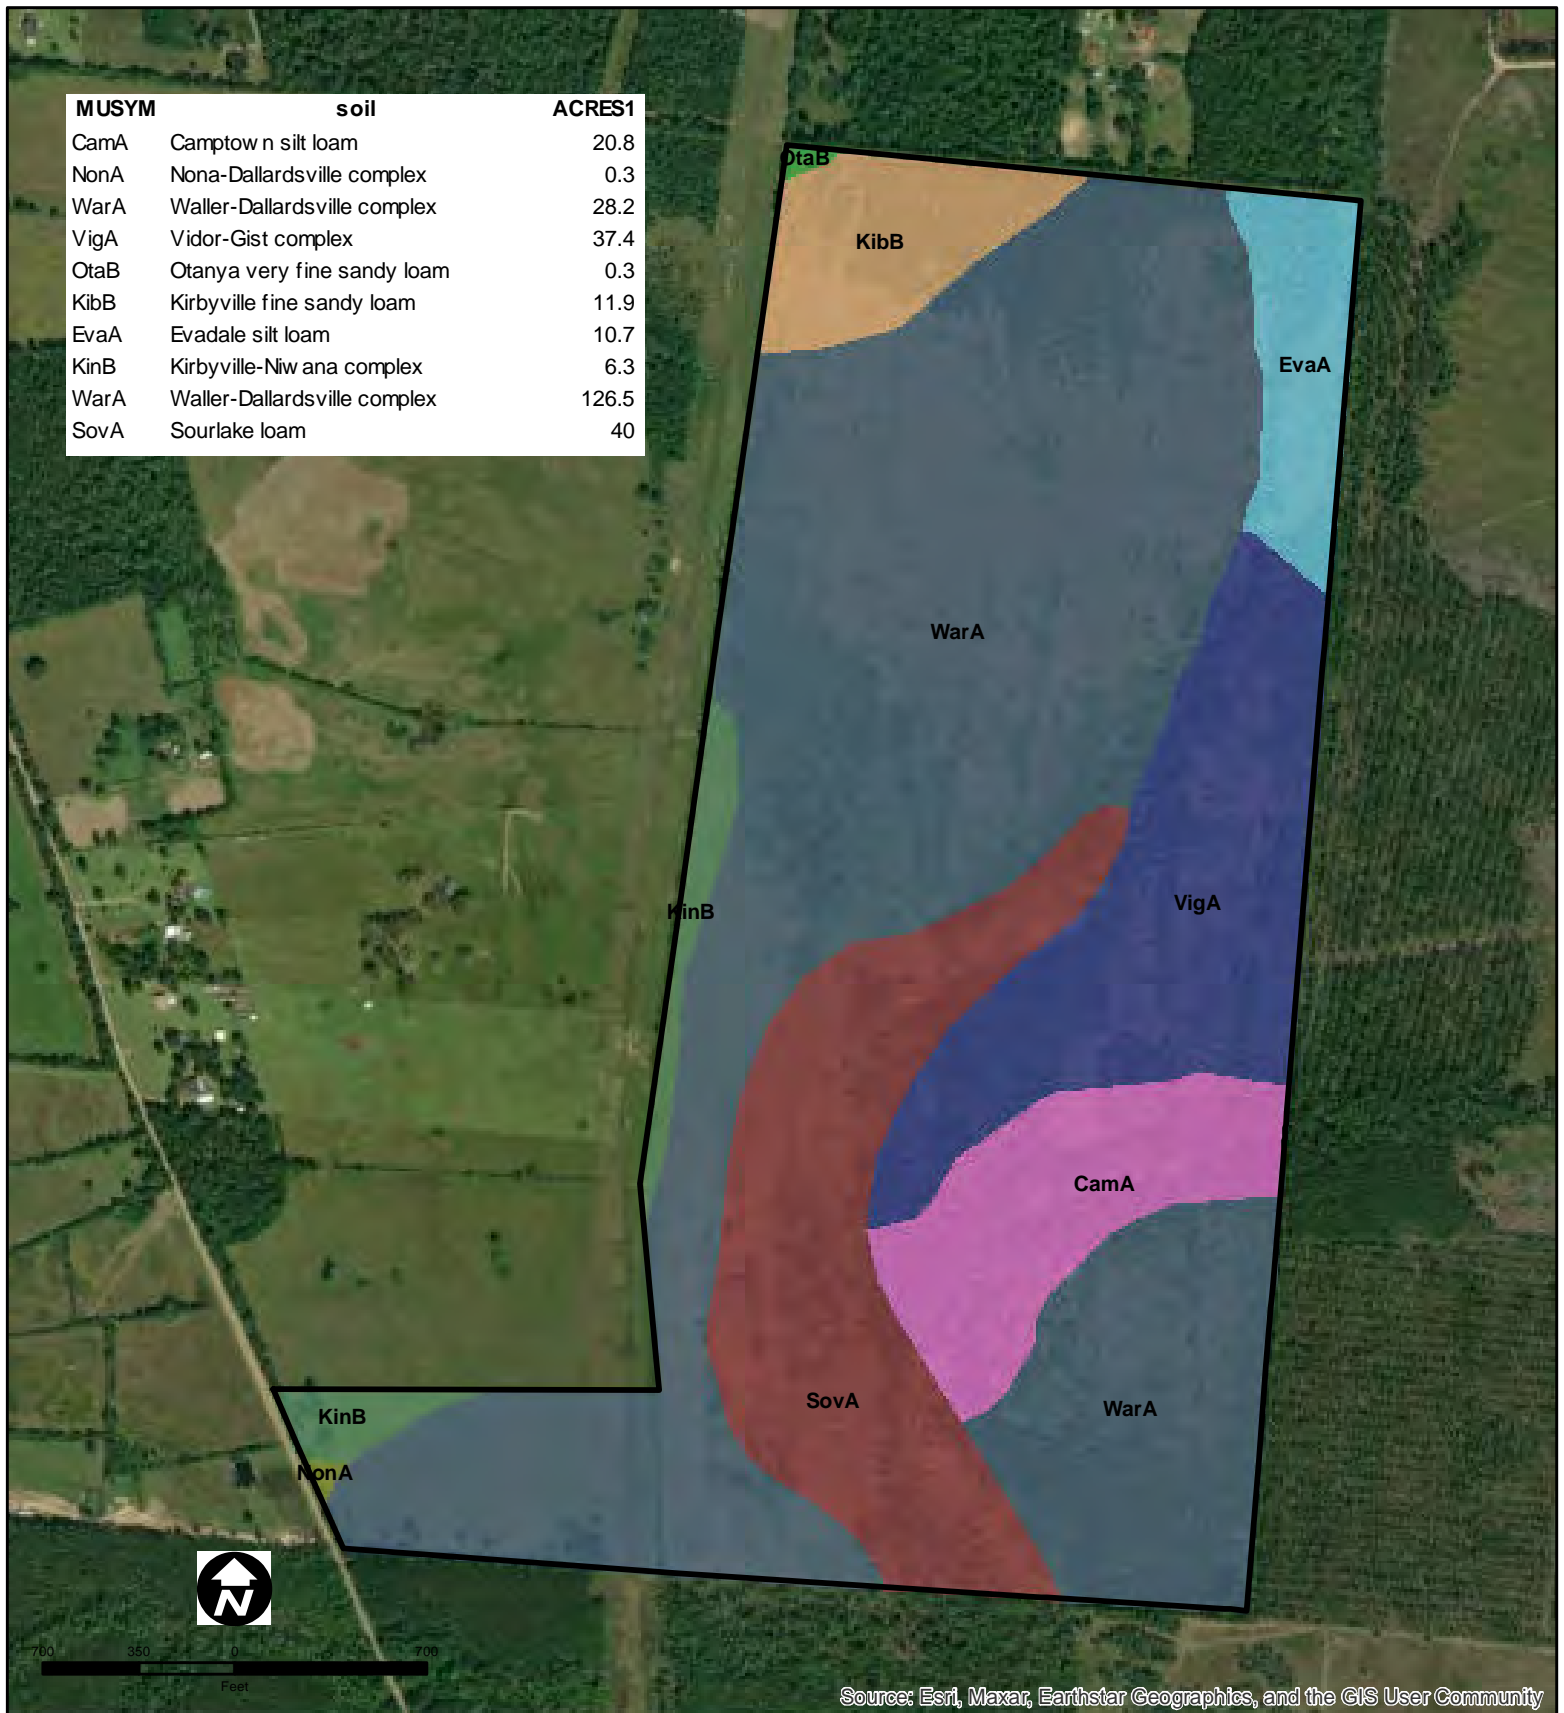 MUSYM soil ACRES1
CamA Camptown silt loam 20.8
NonA Nona-Dallardsville complex 0.3
WarA Waller-Dallardsville complex 28.2
VigA Vidor-Gist complex 37.4
OtaB Otanya very fine sandy loam 0.3
KibB Kirbyville fine sandy loam 11.9
EvaA Evadale silt loam 10.7
KinB Kirbyville-Niwana complex 6.3
WarA Waller-Dallardsville complex 126.5
SovA Sourlake loam 40
OtaB
KibB
EvaA
WarA
VigA
KinB
CamA
SovA
WarA
KinB
NonA
N
700 350 0 700
Feet
Source: Esri, Maxar, Earthstar Geographics, and the GIS User Community